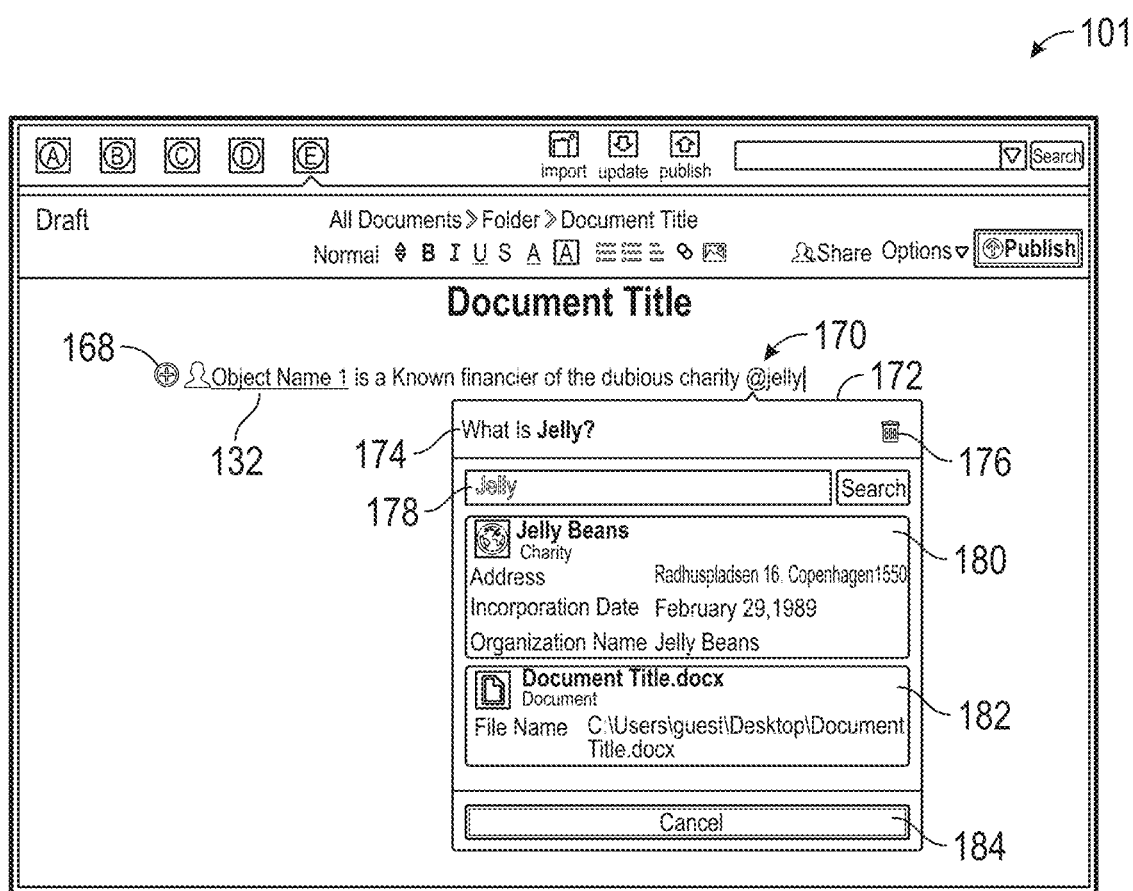 101
A B C D E
import update publish
Search
Draft
All Documents > Folder > Document Title
Normal B I U S A A
Share Options Publish
Document Title
168
170
Object Name 1 is a Known financier of the dubious charity @jelly
172
132
174
What Is Jelly?
176
178
Jelly
Search
Jelly Beans
Charity
180
Address Radhuspladsen 16. Copenhagen1550
Incorporation Date February 29,1989
Organization Name Jelly Beans
Document Title.docx
Document
182
File Name C:\Users\guest\Desktop\Document
Title.docx
Cancel
184